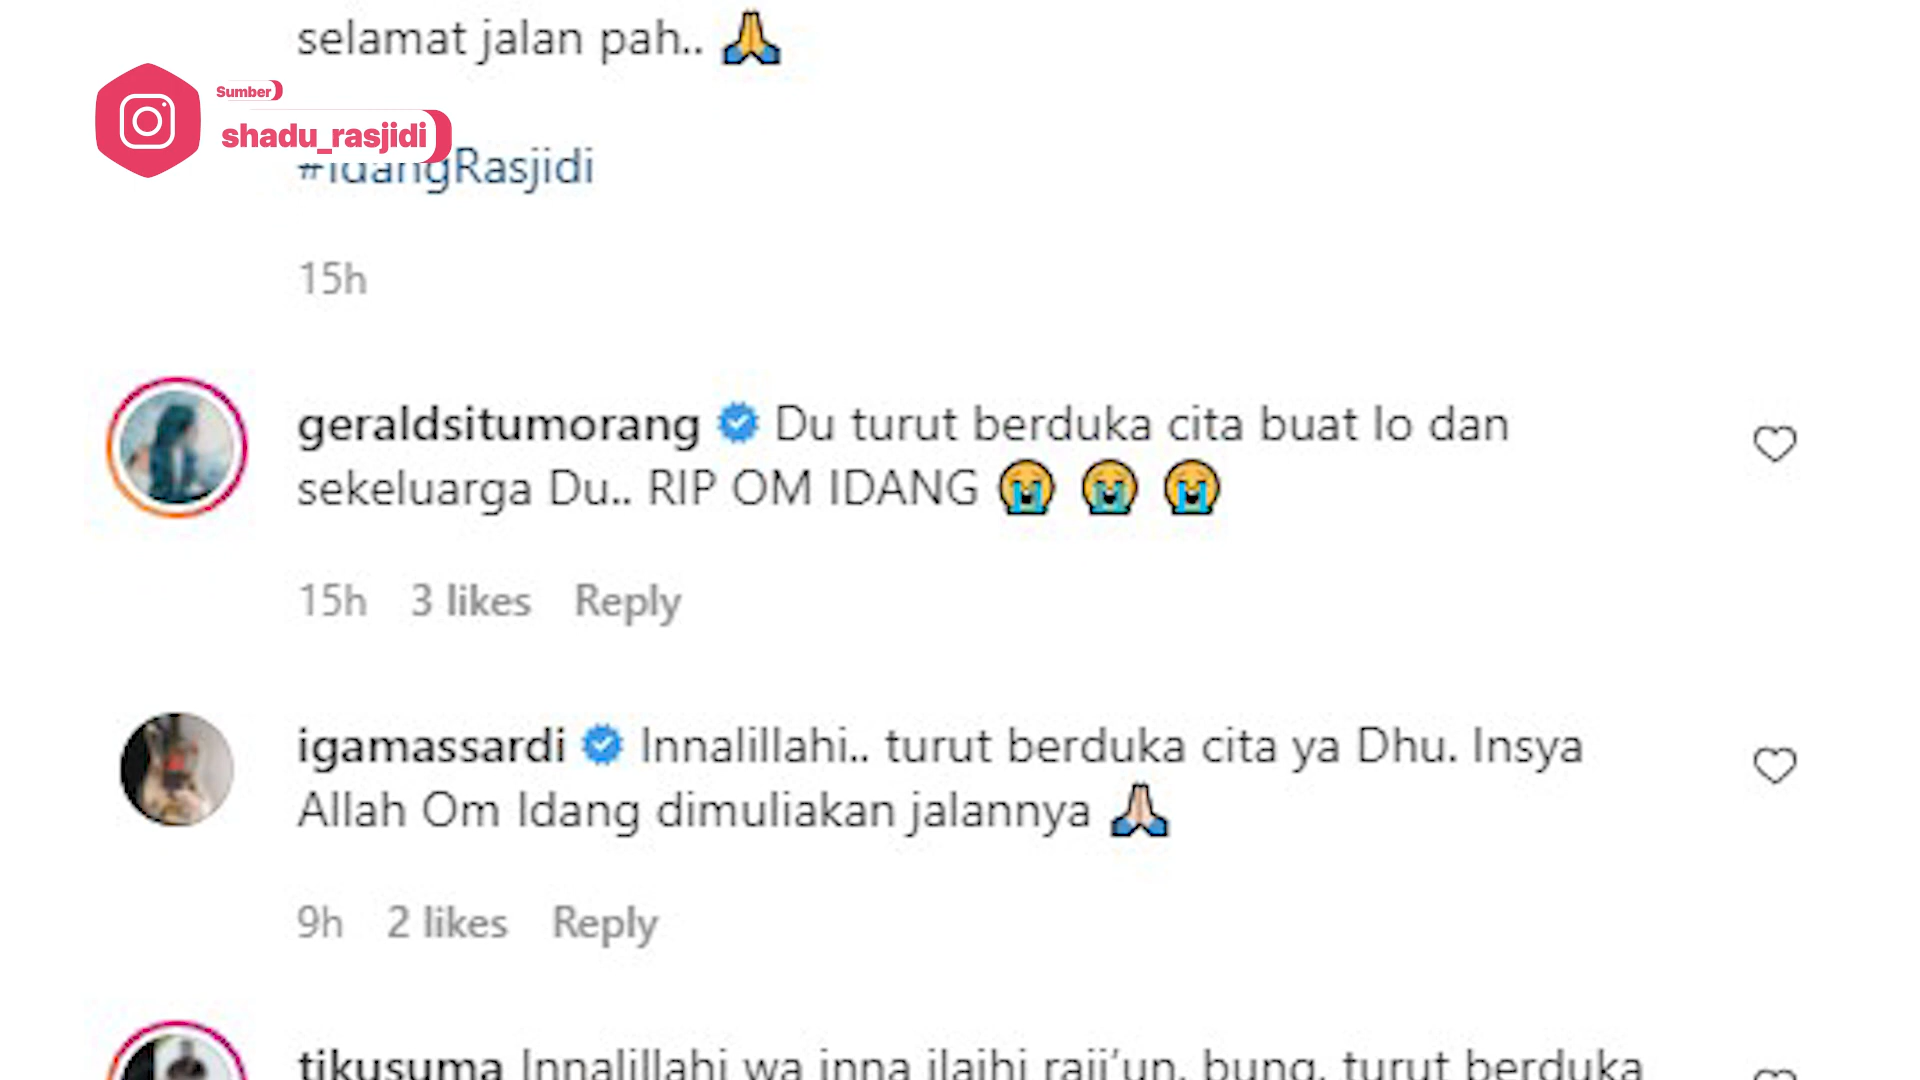 selamat jalan pah.. 🙏
Sumber
shadu_rasjidi
#IdangRasjidi
15h
geraldsitumorang Du turut berduka cita buat lo dan
sekeluarga Du.. RIP OM IDANG 😭 😭 😭
15h 3 likes Reply
igamassardi Innalillahi.. turut berduka cita ya Dhu. Insya
Allah Om Idang dimuliakan jalannya 🙏🏻
9h 2 likes Reply
tikusuma Innalillahi wa inna ilaihi raji’un, bung, turut berduka